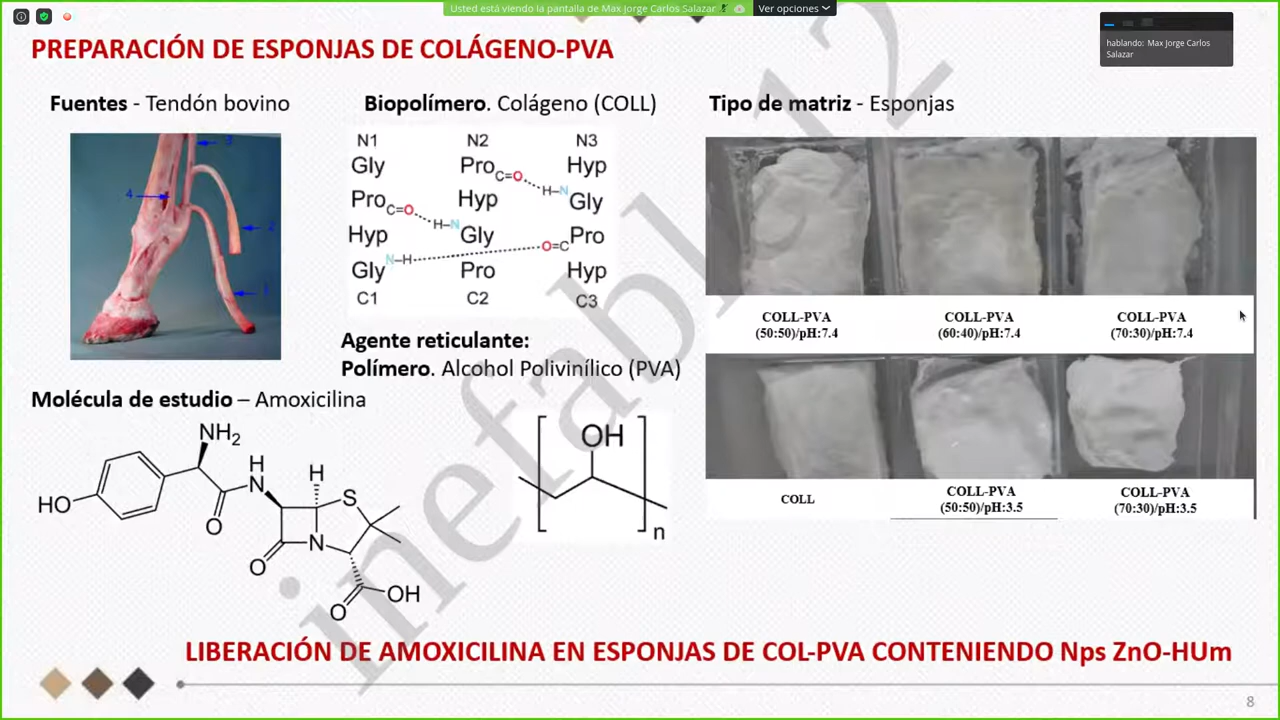 Usted está viendo la pantalla de Max Jorge Carlos Salazar
Ver opciones
hablando: Max Jorge Carlos
Salazar
PREPARACIÓN DE ESPONJAS DE COLÁGENO-PVA
Fuentes - Tendón bovino
3
4
2
1
Biopolímero. Colágeno (COLL)
N1 N2 N3
Gly Pro C=O Hyp
H–N
Pro C=O Hyp Gly
H–N
Hyp Gly O=C Pro
N–H
Gly Pro Hyp
C1 C2 C3
Agente reticulante:
Polímero. Alcohol Polivinílico (PVA)
OH
n
Molécula de estudio – Amoxicilina
NH2
H
N
H
S
HO
O
N
O
O
OH
Tipo de matriz - Esponjas
COLL-PVA
(50:50)/pH:7.4
COLL-PVA
(60:40)/pH:7.4
COLL-PVA
(70:30)/pH:7.4
COLL
COLL-PVA
(50:50)/pH:3.5
COLL-PVA
(70:30)/pH:3.5
LIBERACIÓN DE AMOXICILINA EN ESPONJAS DE COL-PVA CONTENIENDO Nps ZnO-HUm
8